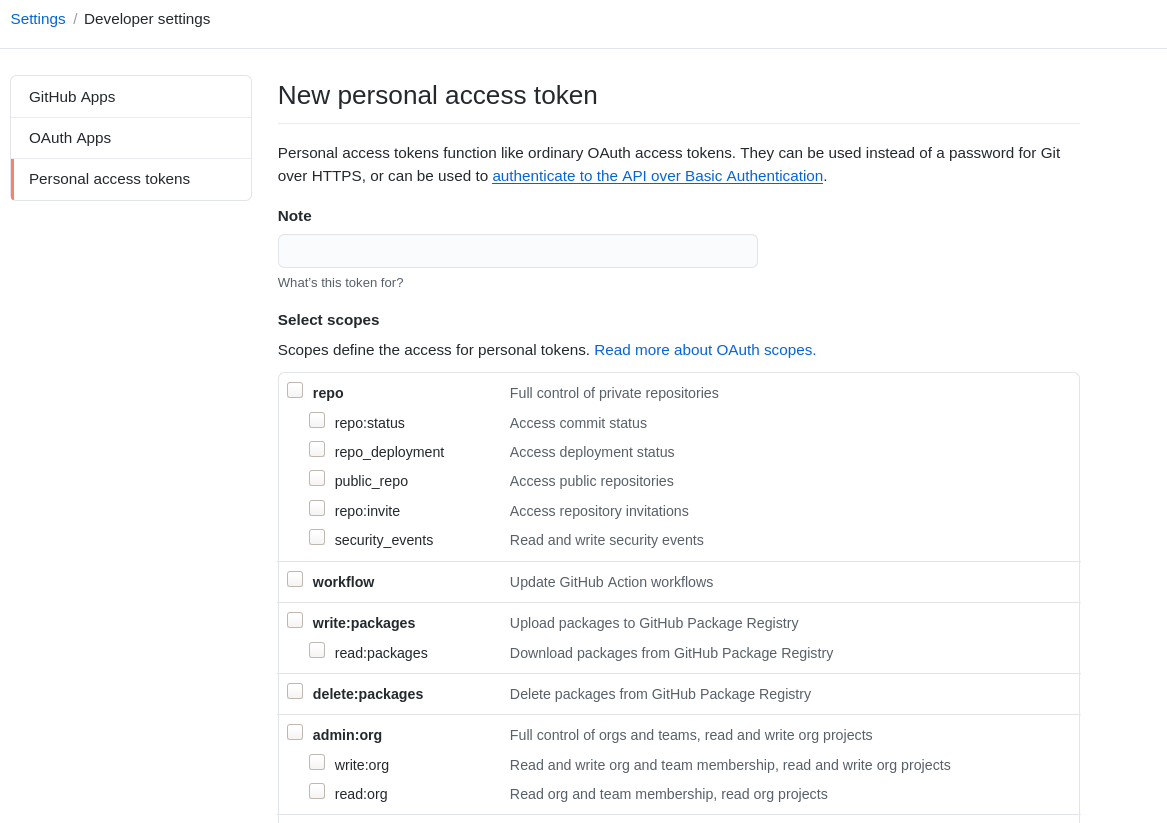 Settings / Developer settings
GitHub Apps
OAuth Apps
Personal access tokens
New personal access token
Personal access tokens function like ordinary OAuth access tokens. They can be used instead of a password for Git
over HTTPS, or can be used to authenticate to the API over Basic Authentication.
Note
What's this token for?
Select scopes
Scopes define the access for personal tokens. Read more about OAuth scopes.
repo Full control of private repositories
repo:status Access commit status
repo_deployment Access deployment status
public_repo Access public repositories
repo:invite Access repository invitations
security_events Read and write security events
workflow Update GitHub Action workflows
write:packages Upload packages to GitHub Package Registry
read:packages Download packages from GitHub Package Registry
delete:packages Delete packages from GitHub Package Registry
admin:org Full control of orgs and teams, read and write org projects
write:org Read and write org and team membership, read and write org projects
read:org Read org and team membership, read org projects